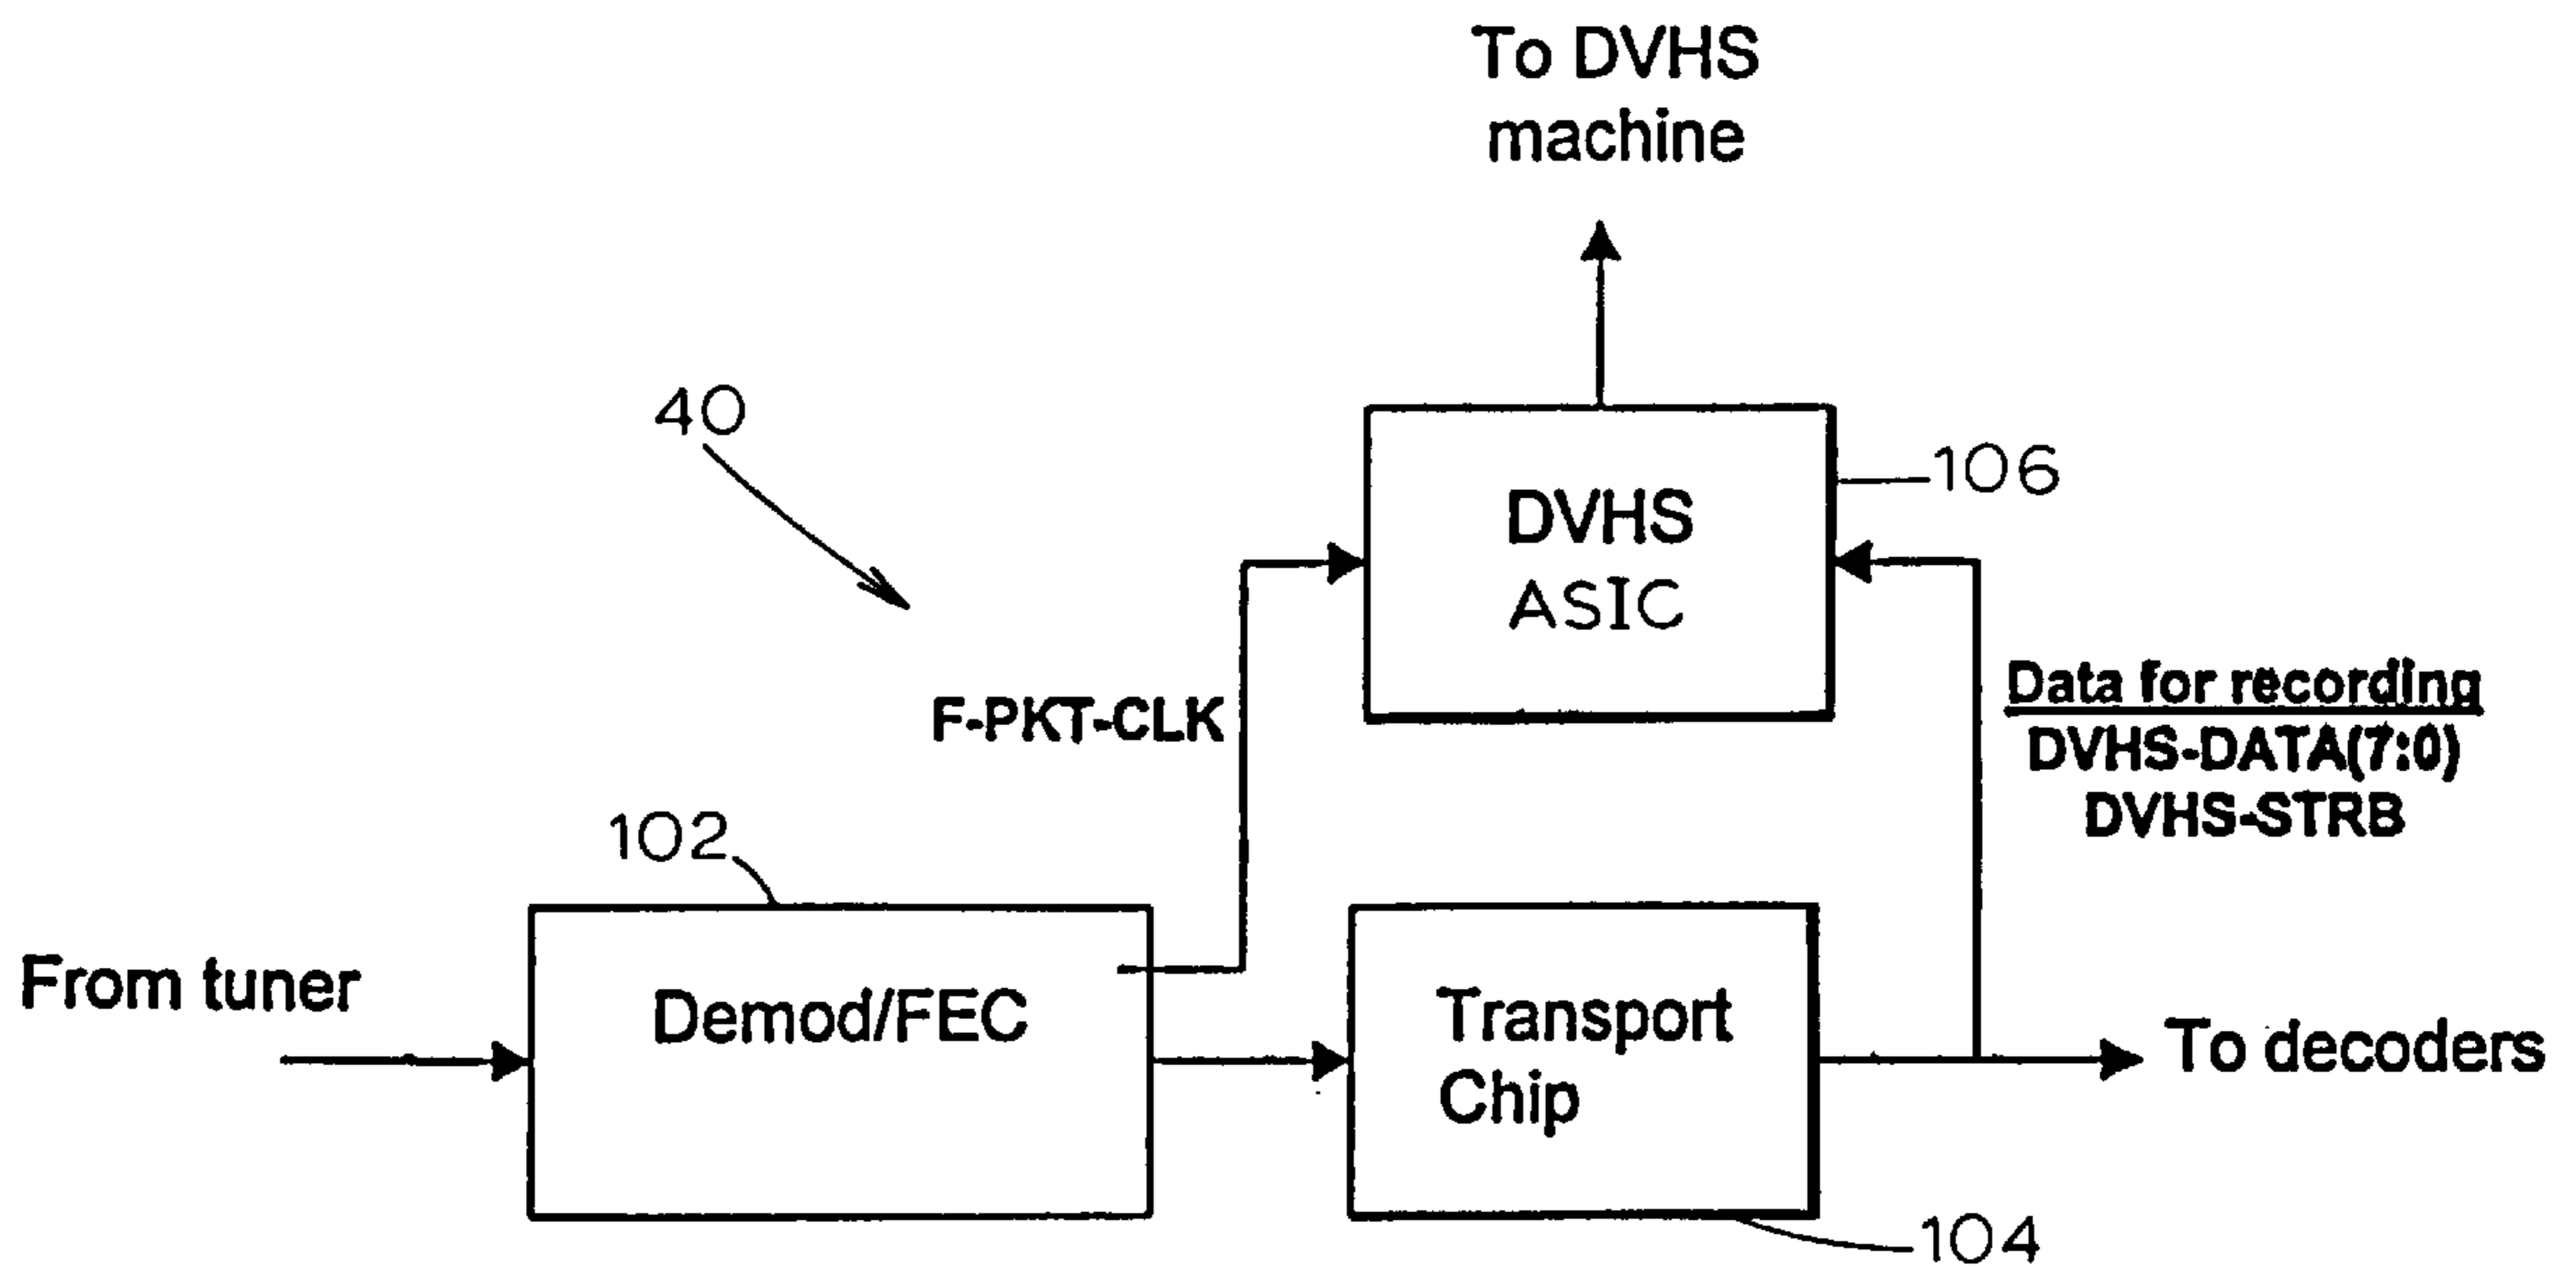 To DVHS
machine
40
106
DVHS
ASIC
F-PKT-CLK
Data for recording
DVHS-DATA(7:0)
DVHS-STRB
102
From tuner
Demod/FEC
Transport
Chip
To decoders
104